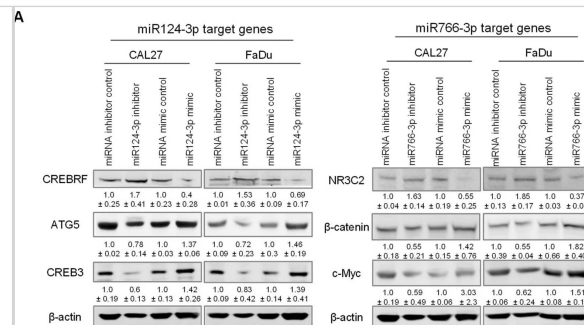 A
miR124-3p target genes
CAL27 FaDu
miRNA inhibitor control
miR124-3p inhibitor
miRNA mimic control
miR124-3p mimic
miRNA inhibitor control
miR124-3p inhibitor
miRNA mimic control
miR124-3p mimic
CREBRF
1.0 1.7 1.0 0.4 1.0 1.53 1.0 0.69
± 0.25 ± 0.41 ± 0.23 ± 0.28 ± 0.01 ± 0.36 ± 0.09 ± 0.17
ATG5
1.0 0.78 1.0 1.37 1.0 0.72 1.0 1.46
± 0.02 ± 0.14 ± 0.03 ± 0.06 ± 0.09 ± 0.23 ± 0.3 ± 0.19
CREB3
1.0 0.6 1.0 1.42 1.0 0.83 1.0 1.39
± 0.19 ± 0.13 ± 0.13 ± 0.26 ± 0.09 ± 0.42 ± 0.14 ± 0.41
β-actin
miR766-3p target genes
CAL27 FaDu
miRNA inhibitor control
miR766-3p inhibitor
miRNA mimic control
miR766-3p mimic
miRNA inhibitor control
miR766-3p inhibitor
miRNA mimic control
miR766-3p mimic
NR3C2
1.0 1.63 1.0 0.55 1.0 1.85 1.0 0.37
± 0.04 ± 0.14 ± 0.19 ± 0.25 ± 0.13 ± 0.17 ± 0.03
β-catenin
1.0 0.55 1.0 1.42 1.0 0.55 1.0 1.82
± 0.18 ± 0.21 ± 0.15 ± 0.76 ± 0.39 ± 0.04 ± 0.66
c-Myc
1.0 0.59 1.0 3.03 1.0 0.62 1.0 1.51
± 0.19 ± 0.49 ± 0.06 ± 2.3 ± 0.06 ± 0.24 ± 0.08
β-actin